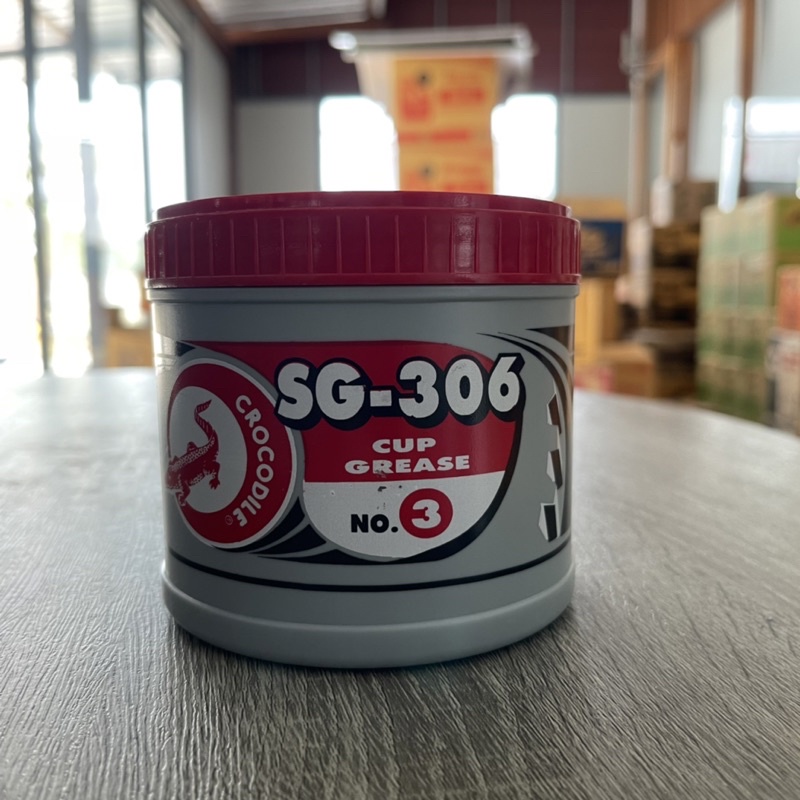 CROCODILE
SG-306
CUP
GREASE
NO. 3